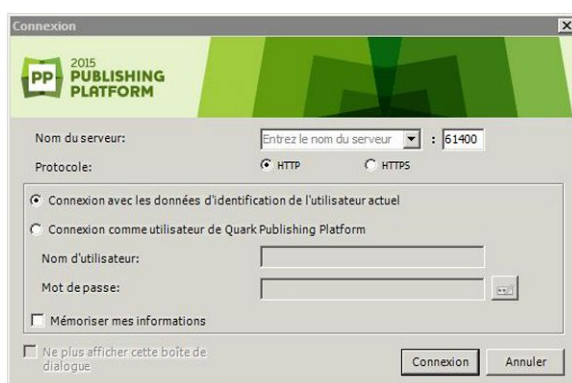 Connexion
PP
2015
PUBLISHING
PLATFORM
Nom du serveur:
Entrez le nom du serveur : 61400
Protocole:
HTTP HTTPS
Connexion avec les données d'identification de l'utilisateur actuel
Connexion comme utilisateur de Quark Publishing Platform
Nom d'utilisateur:
Mot de passe:
Mémoriser mes informations
Ne plus afficher cette boîte de
dialogue
Connexion Annuler